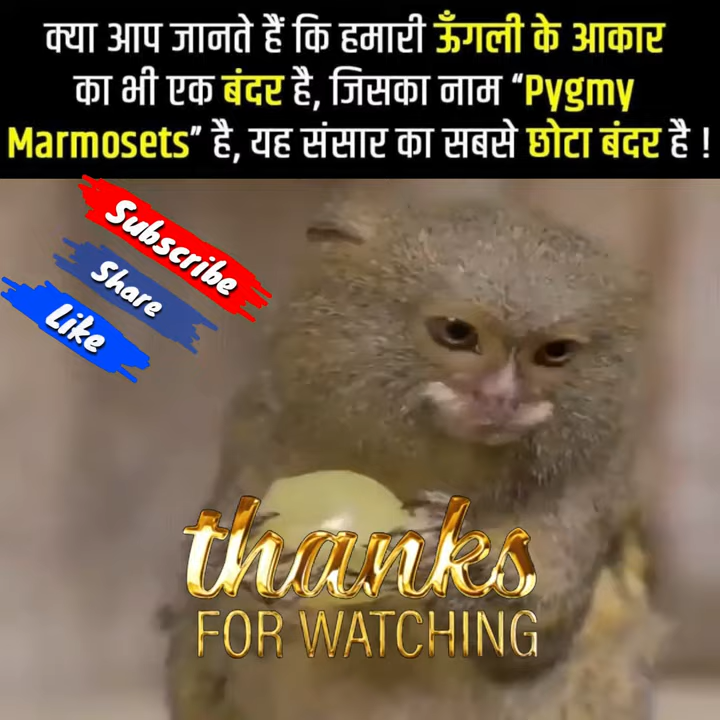 क्या आप जानते हैं कि हमारी ऊँगली के आकार
का भी एक बंदर है, जिसका नाम “Pygmy
Marmosets” है, यह संसार का सबसे छोटा बंदर है !
Subscribe
Share
Like
thanks
FOR WATCHING